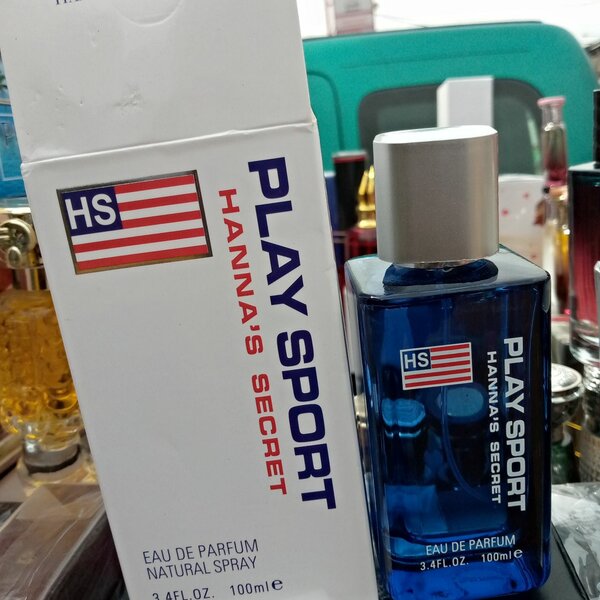 HS
PLAY SPORT
HANNA'S SECRET
EAU DE PARFUM
NATURAL SPRAY
3.4FL.OZ. 100ml e
HS
PLAY SPORT
HANNA'S SECRET
EAU DE PARFUM
3.4FL.OZ. 100ml e